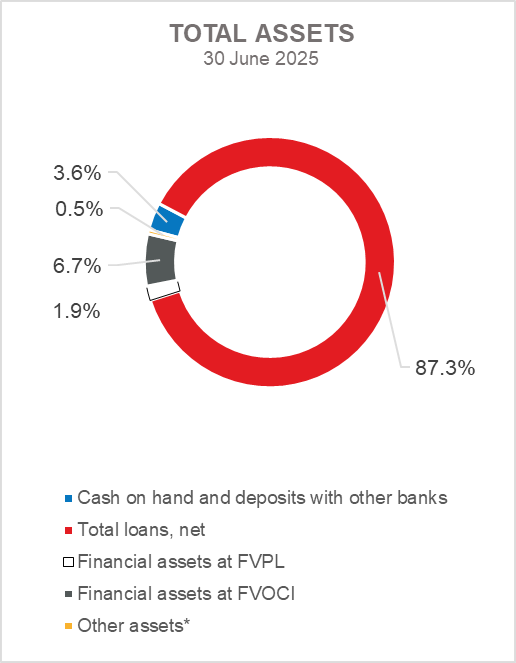 TOTAL ASSETS
30 June 2025
3.6%
0.5%
6.7%
1.9%
87.3%
Cash on hand and deposits with other banks
Total loans, net
Financial assets at FVPL
Financial assets at FVOCI
Other assets*